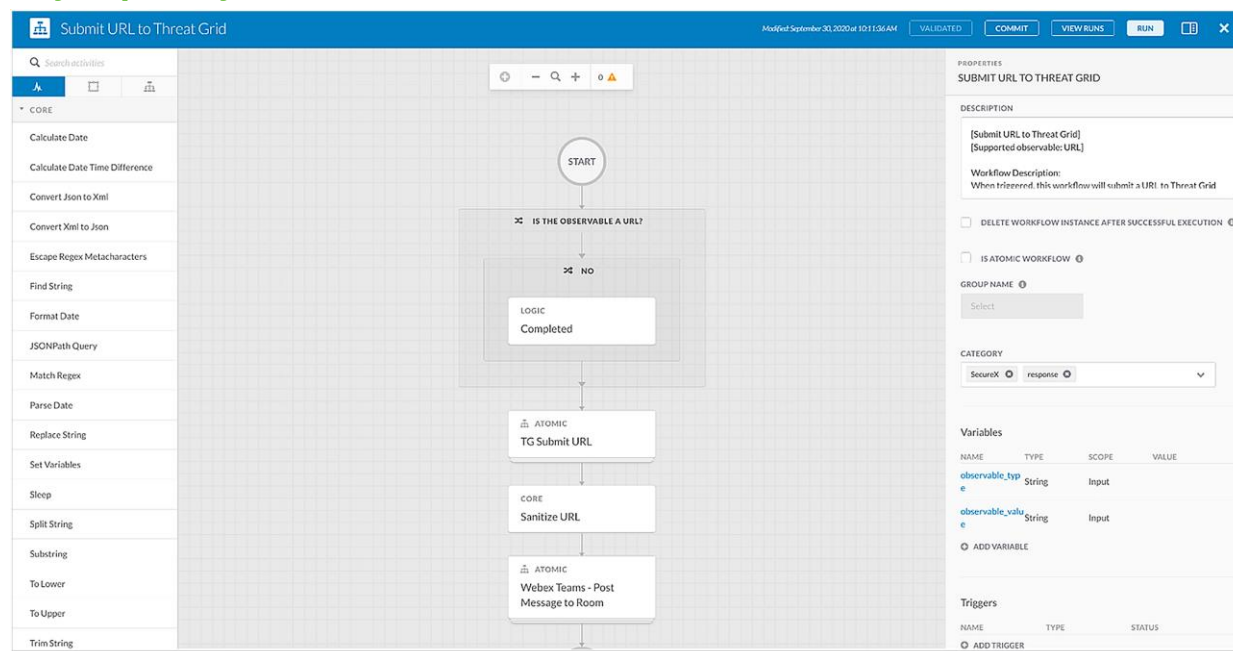 Submit URL to Threat Grid
Modified: September 30, 2020 at 10:11:36 AM
VALIDATED
COMMIT
VIEW RUNS
RUN
Search activities
CORE
Calculate Date
Calculate Date Time Difference
Convert Json to Xml
Convert Xml to Json
Escape Regex Metacharacters
Find String
Format Date
JSONPath Query
Match Regex
Parse Date
Replace String
Set Variables
Sleep
Split String
Substring
To Lower
To Upper
Trim String
0
START
IS THE OBSERVABLE A URL?
NO
LOGIC
Completed
ATOMIC
TG Submit URL
CORE
Sanitize URL
ATOMIC
Webex Teams - Post
Message to Room
PROPERTIES
SUBMIT URL TO THREAT GRID
DESCRIPTION
[Submit URL to Threat Grid]
[Supported observable: URL]
Workflow Description:
When triggered, this workflow will submit a URL to Threat Grid
DELETE WORKFLOW INSTANCE AFTER SUCCESSFUL EXECUTION
IS ATOMIC WORKFLOW
GROUP NAME
Select
CATEGORY
SecureX response
Variables
NAME TYPE SCOPE VALUE
observable_typ
e String Input
observable_valu
e String Input
ADD VARIABLE
Triggers
NAME TYPE STATUS
ADD TRIGGER